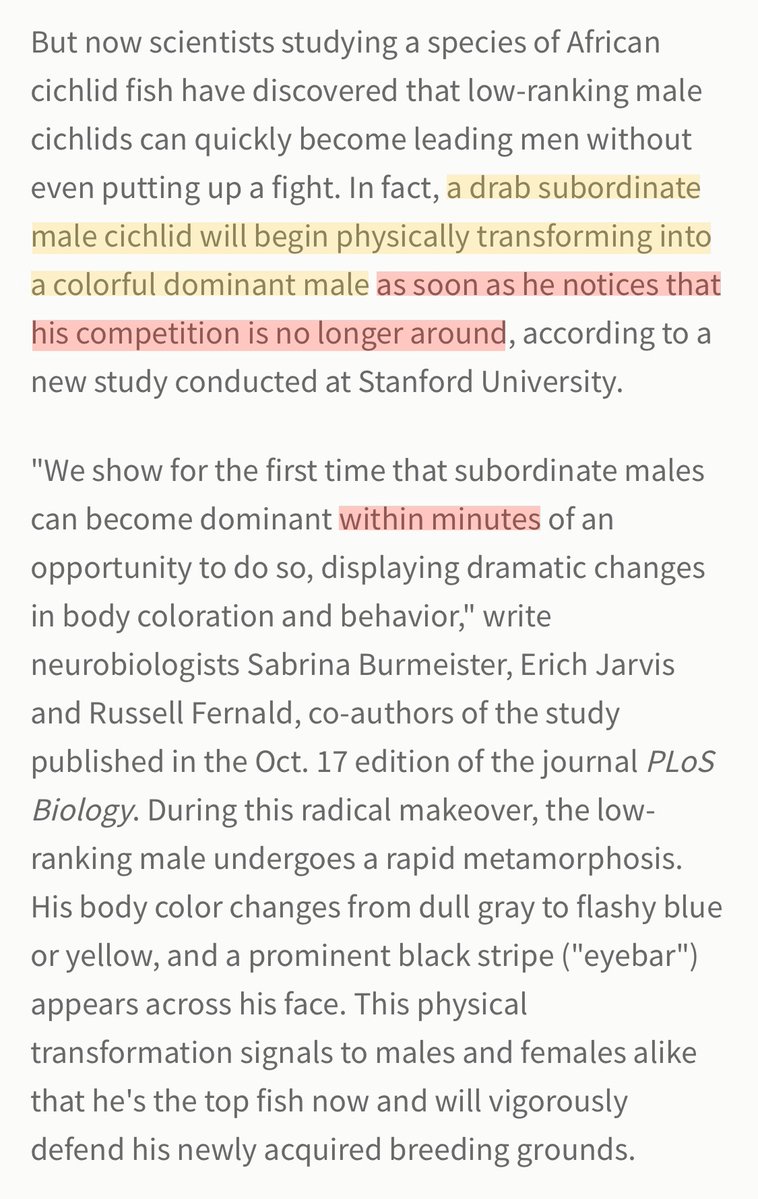 But now scientists studying a species of African
cichlid fish have discovered that low-ranking male
cichlids can quickly become leading men without
even putting up a fight. In fact, a drab subordinate
male cichlid will begin physically transforming into
a colorful dominant male as soon as he notices that
his competition is no longer around, according to a
new study conducted at Stanford University.
"We show for the first time that subordinate males
can become dominant within minutes of an
opportunity to do so, displaying dramatic changes
in body coloration and behavior," write
neurobiologists Sabrina Burmeister, Erich Jarvis
and Russell Fernald, co-authors of the study
published in the Oct. 17 edition of the journal PLoS
Biology. During this radical makeover, the low-
ranking male undergoes a rapid metamorphosis.
His body color changes from dull gray to flashy blue
or yellow, and a prominent black stripe ("eyebar")
appears across his face. This physical
transformation signals to males and females alike
that he's the top fish now and will vigorously
defend his newly acquired breeding grounds.